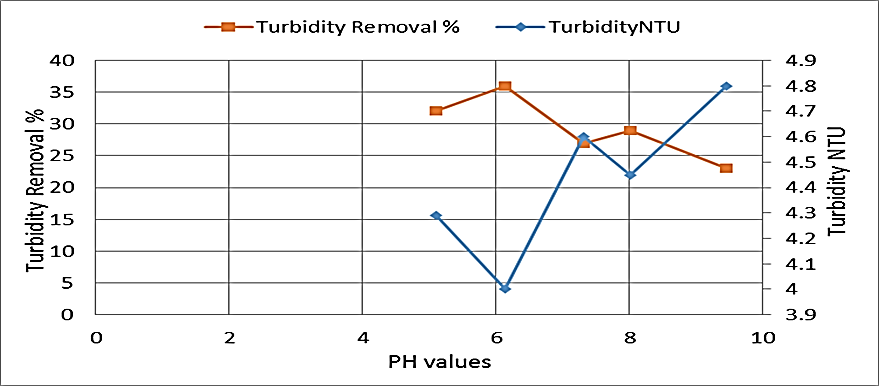 Turbidity Removal % TurbidityNTU
40 4.9
35 4.8
30 4.7
25 4.6
20 4.5
15 4.4
10 4.3
5 4.2
0 4.1
4
3.9
Turbidity Removal %
Turbidity NTU
0 2 4 6 8 10
PH values